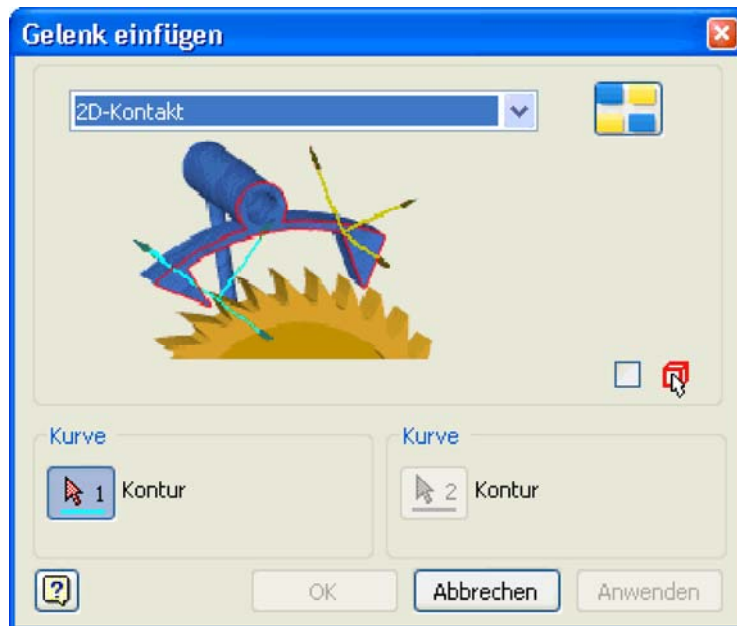 Gelenk einfügen
2D-Kontakt
Kurve
1 Kontur
Kurve
2 Kontur
OK
Abbrechen
Anwenden